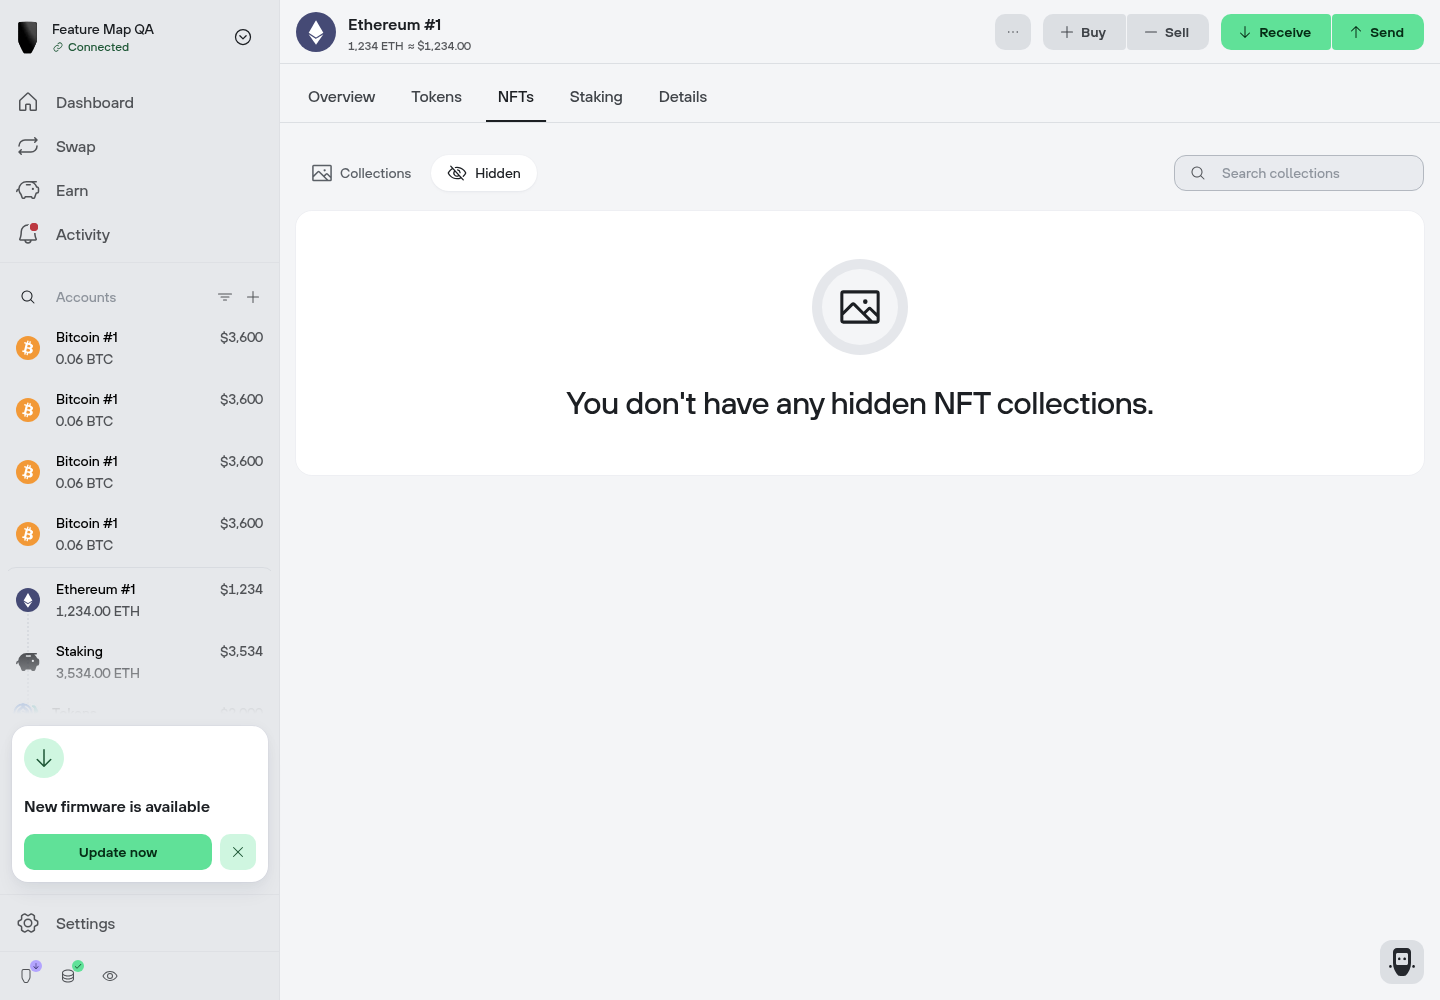 Feature Map QA
Connected
Dashboard
Swap
Earn
Activity
Accounts
Bitcoin #1 $3,600
0.06 BTC
Bitcoin #1 $3,600
0.06 BTC
Bitcoin #1 $3,600
0.06 BTC
Bitcoin #1 $3,600
0.06 BTC
Ethereum #1 $1,234
1,234.00 ETH
Staking $3,534
3,534.00 ETH
New firmware is available
Update now
Settings
Ethereum #1
1,234 ETH ≈ $1,234.00
Buy Sell Receive Send
Overview Tokens NFTs Staking Details
Collections Hidden Search collections
You don't have any hidden NFT collections.